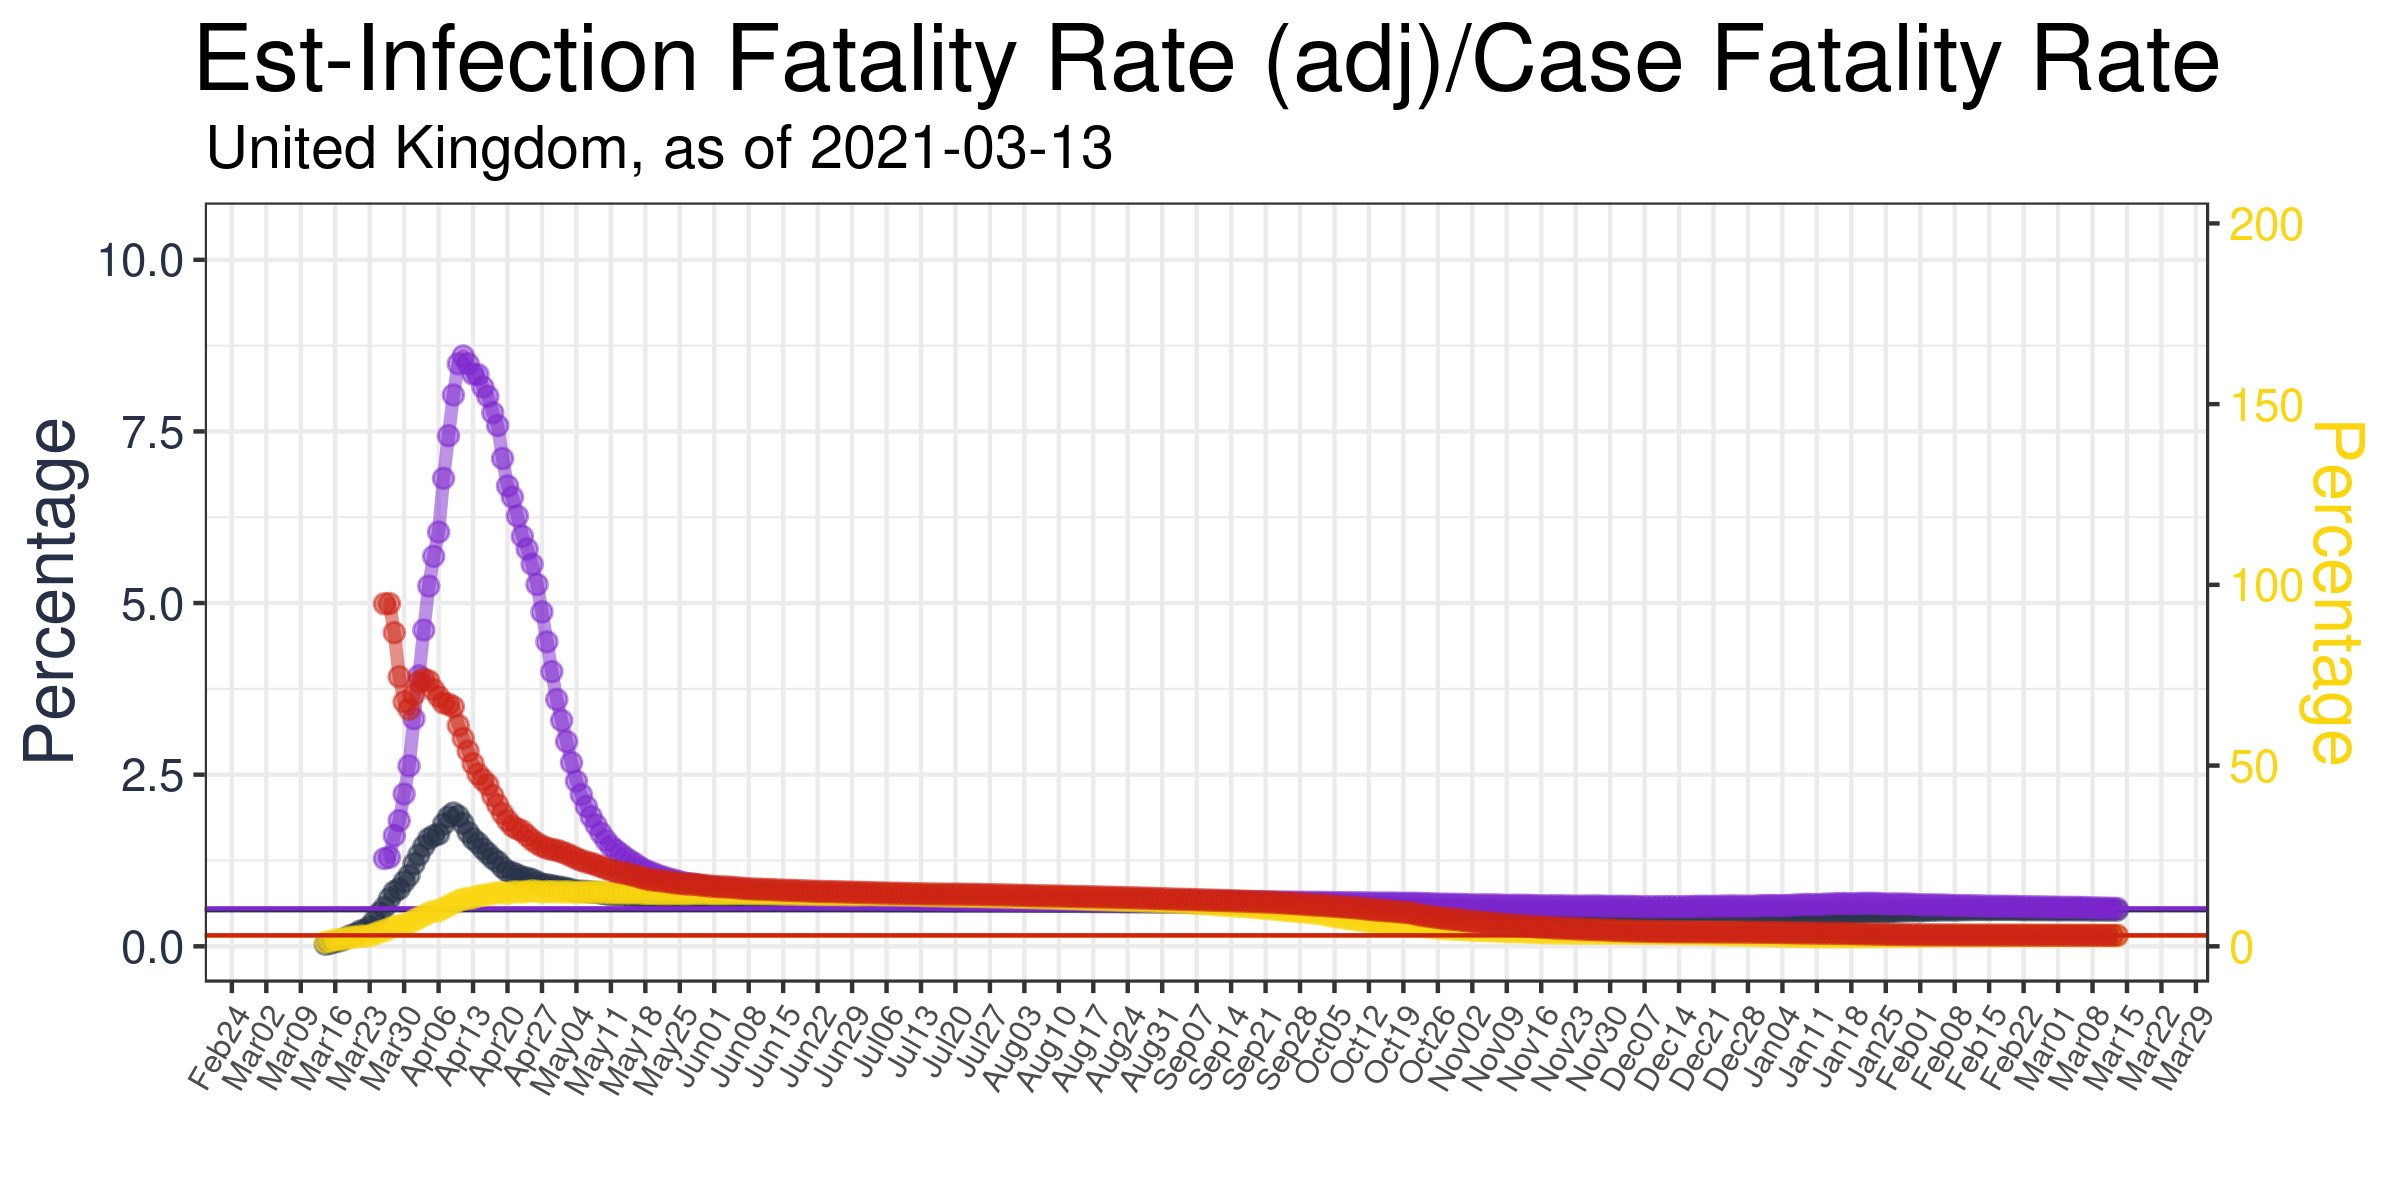 Est-Infection Fatality Rate (adj)/Case Fatality Rate
United Kingdom, as of 2021-03-13
Percentage
10.0
7.5
5.0
2.5
0.0
200
150
100
50
0
Percentage
Feb24
Mar02
Mar09
Mar16
Mar23
Mar30
Apr06
Apr13
Apr20
Apr27
May04
May11
May18
May25
Jun01
Jun08
Jun15
Jun22
Jun29
Jul06
Jul13
Jul20
Jul27
Aug03
Aug10
Aug17
Aug24
Aug31
Sep07
Sep14
Sep21
Sep28
Oct05
Oct12
Oct19
Oct26
Nov02
Nov09
Nov16
Nov23
Nov30
Dec07
Dec14
Dec21
Dec28
Dec04
Jan11
Jan18
Jan25
Jan25
Feb01
Feb08
Feb15
Feb22
Mar01
Mar08
Mar15
Mar22
Mar29